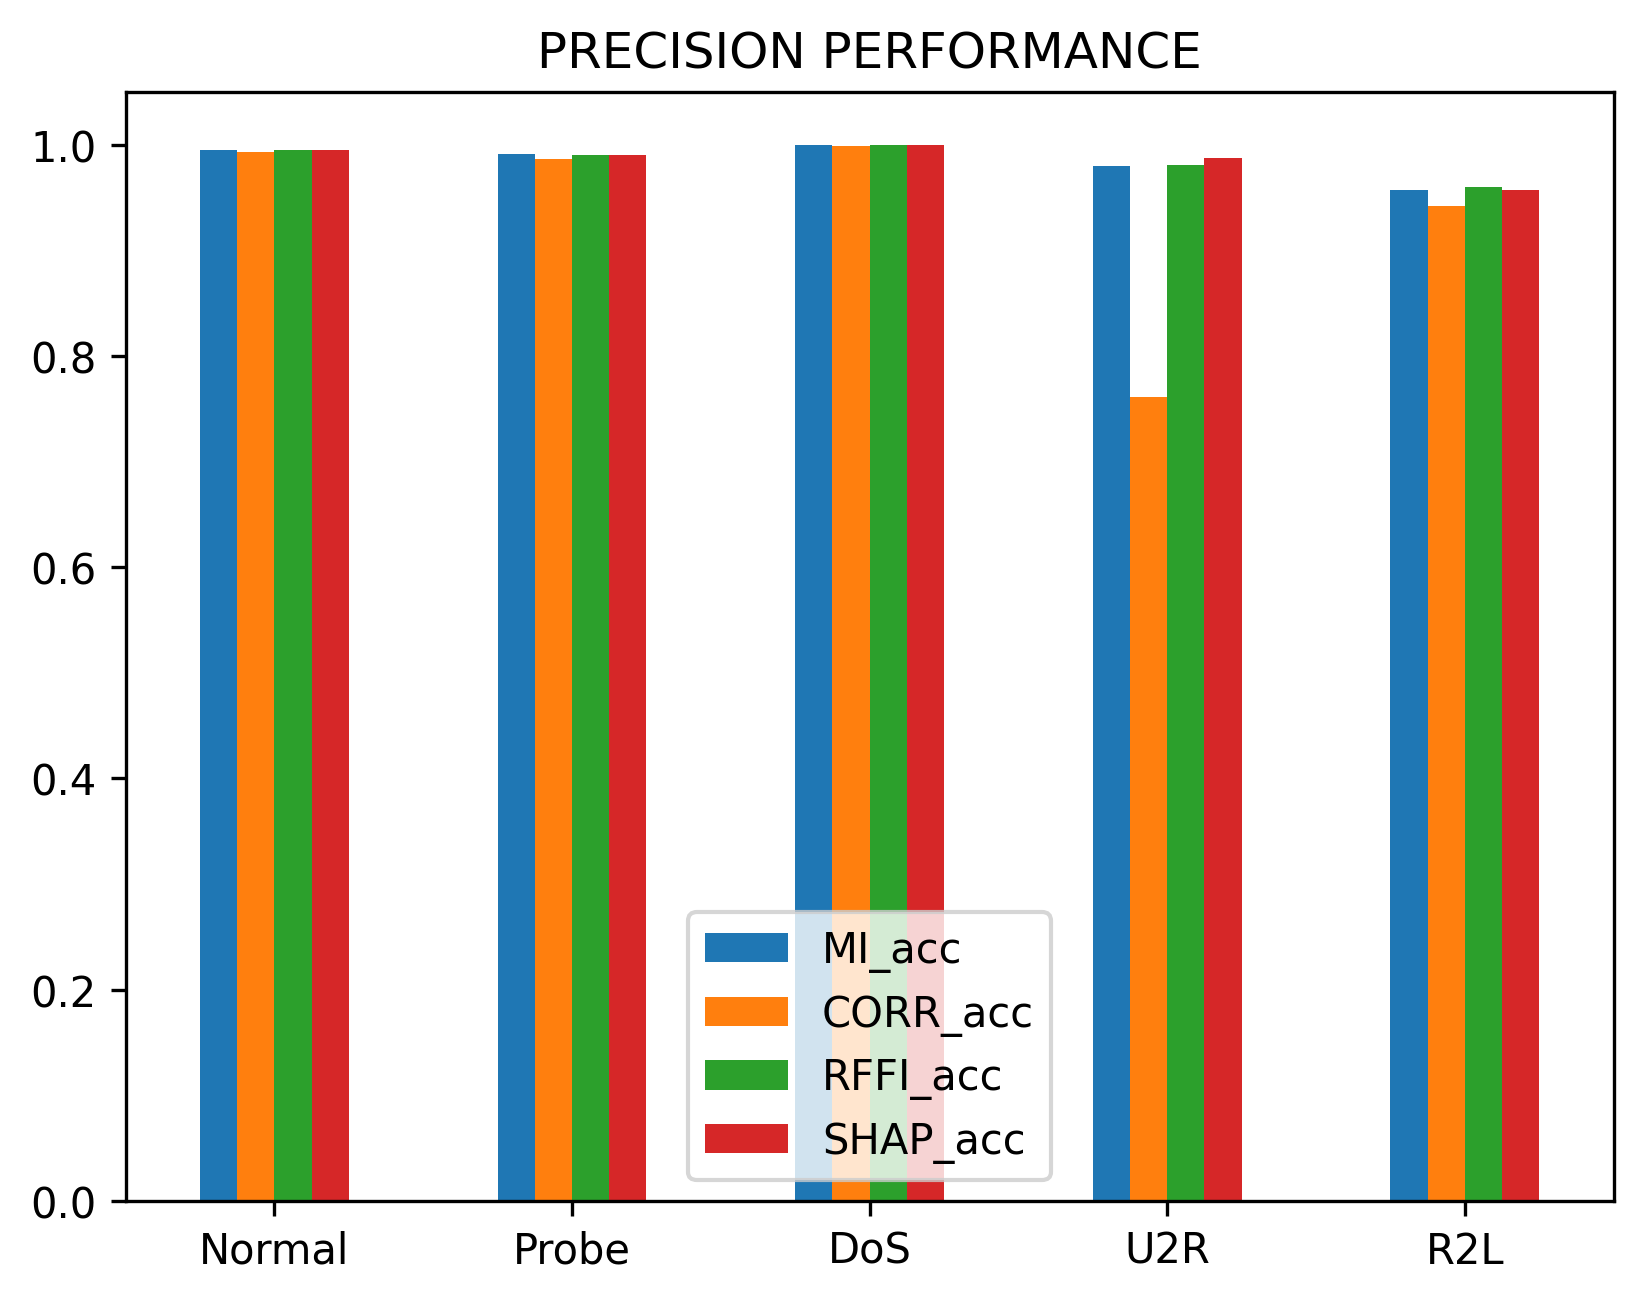 PRECISION PERFORMANCE
1.0
0.8
0.6
0.4
0.2
0.0
MI_acc
CORR_acc
RFFI_acc
SHAP_acc
Normal Probe DoS U2R R2L